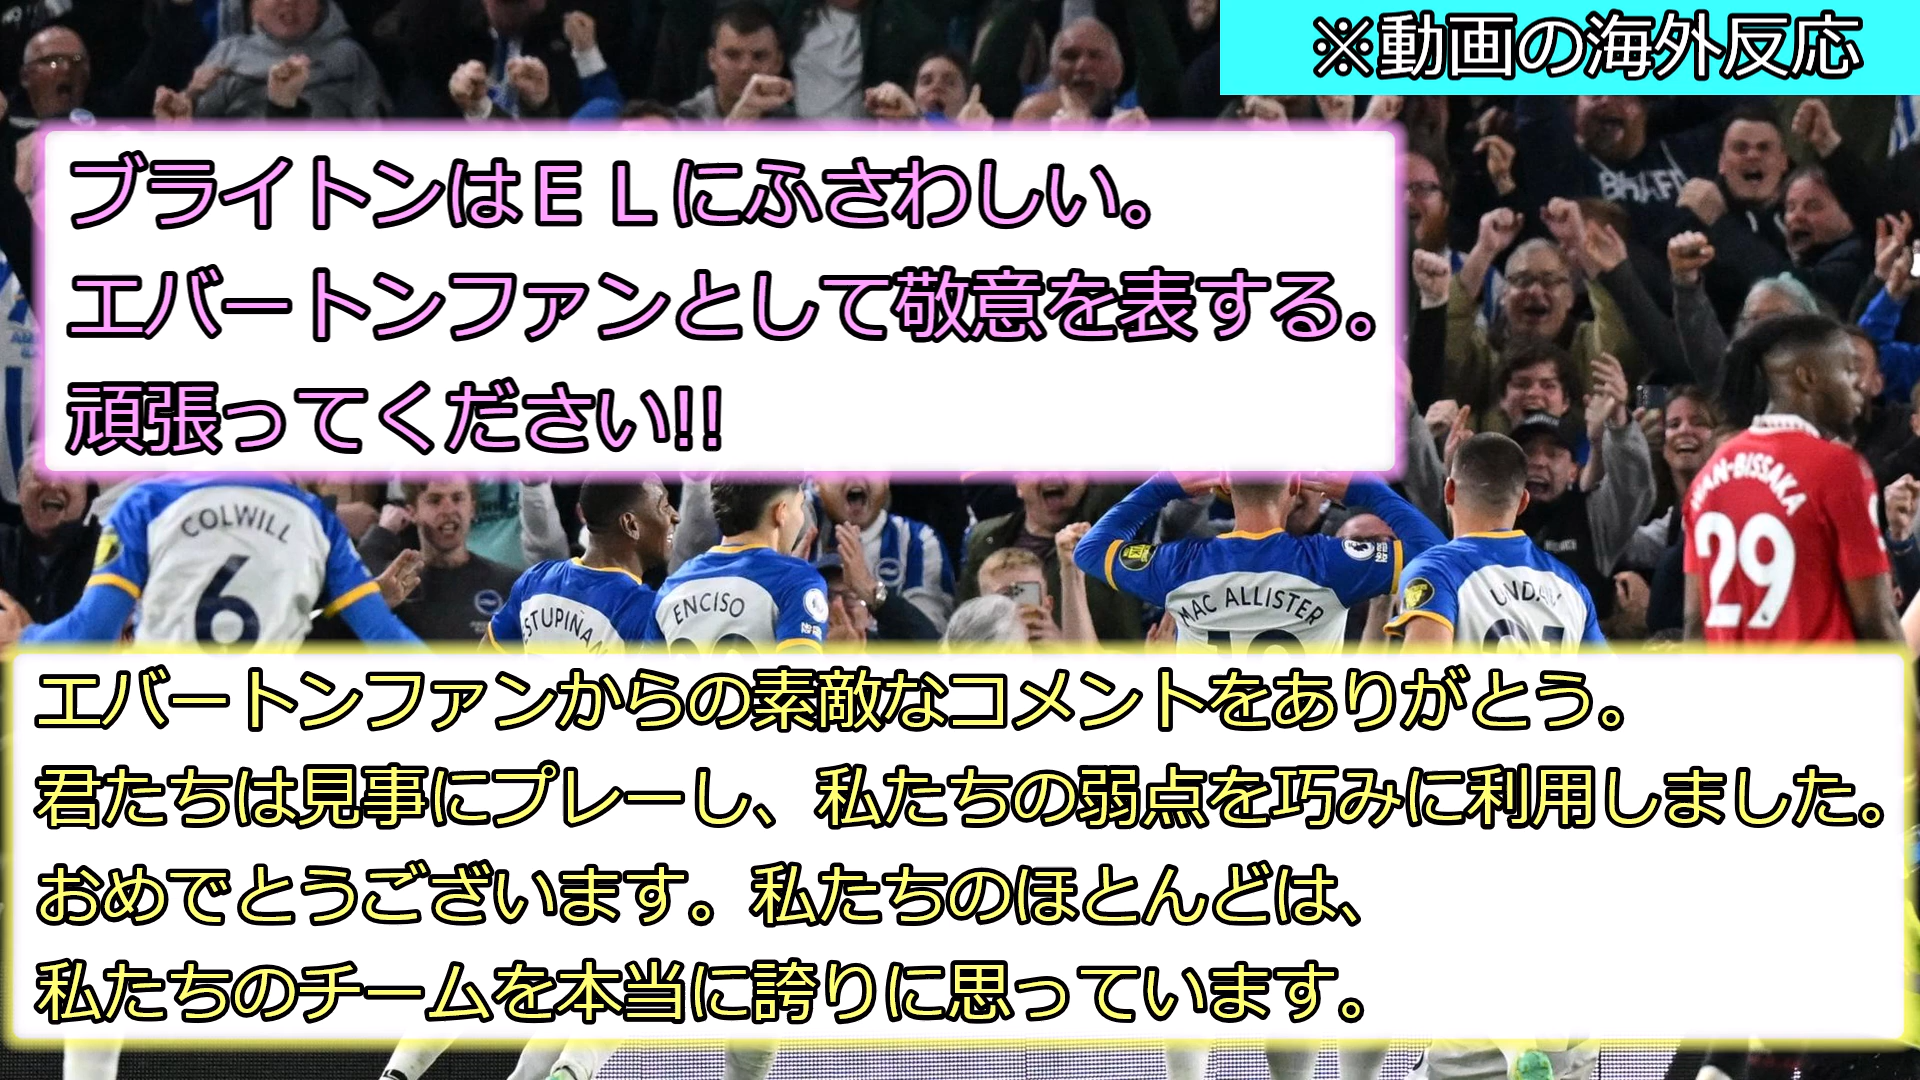 ※動画の海外反応
ブライトンはＥＬにふさわしい。
エバートンファンとして敬意を表する。
頑張ってください!!
COLWILL
6
ESTUPIÑAN
ENCISO
MAC ALLISTER
UNDAV
WAN-BISSAKA
29
エバートンファンからの素敵なコメントをありがとう。
君たちは見事にプレーし、私たちの弱点を巧みに利用しました。
おめでとうございます。私たちのほとんどは、
私たちのチームを本当に誇りに思っています。